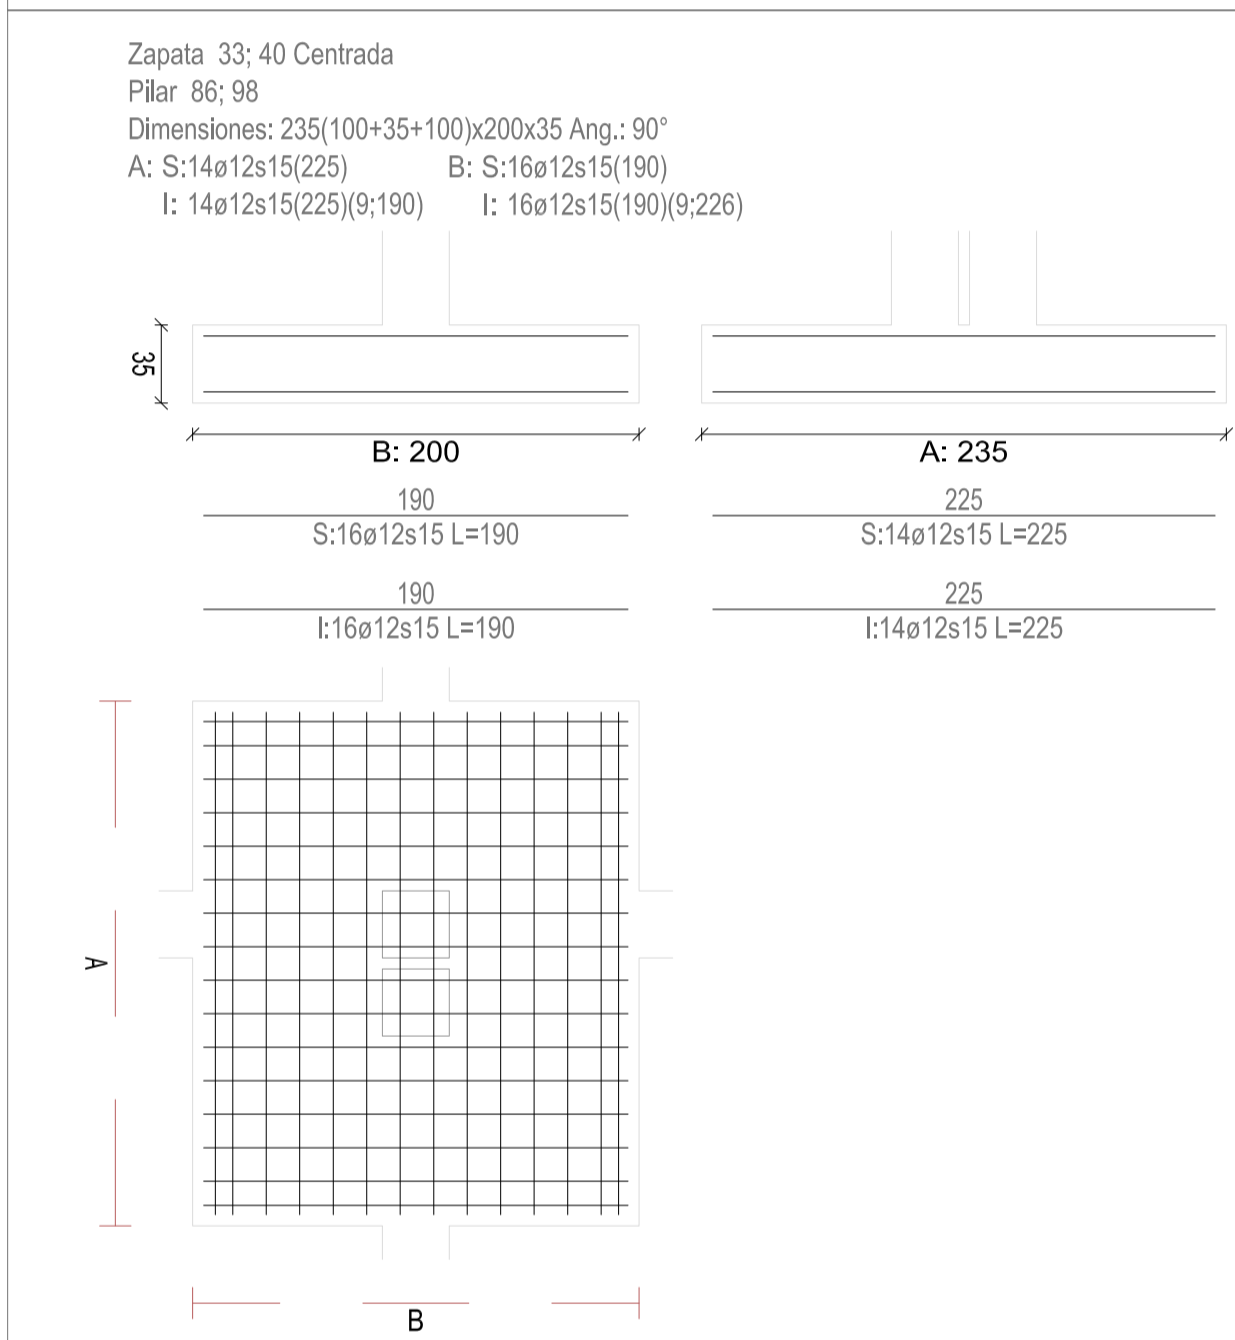 Zapata 33; 40 Centrada
Pilar 86; 98
Dimensiones: 235(100+35+100)x200x35 Ang.: 90°
A: S:14ø12s15(225) B: S:16ø12s15(190)
I: 14ø12s15(225)(9;190) I: 16ø12s15(190)(9;226)
35
B: 200 A: 235
190 225
S:16ø12s15 L=190 S:14ø12s15 L=225
190 225
I:16ø12s15 L=190 I:14ø12s15 L=225
A
B